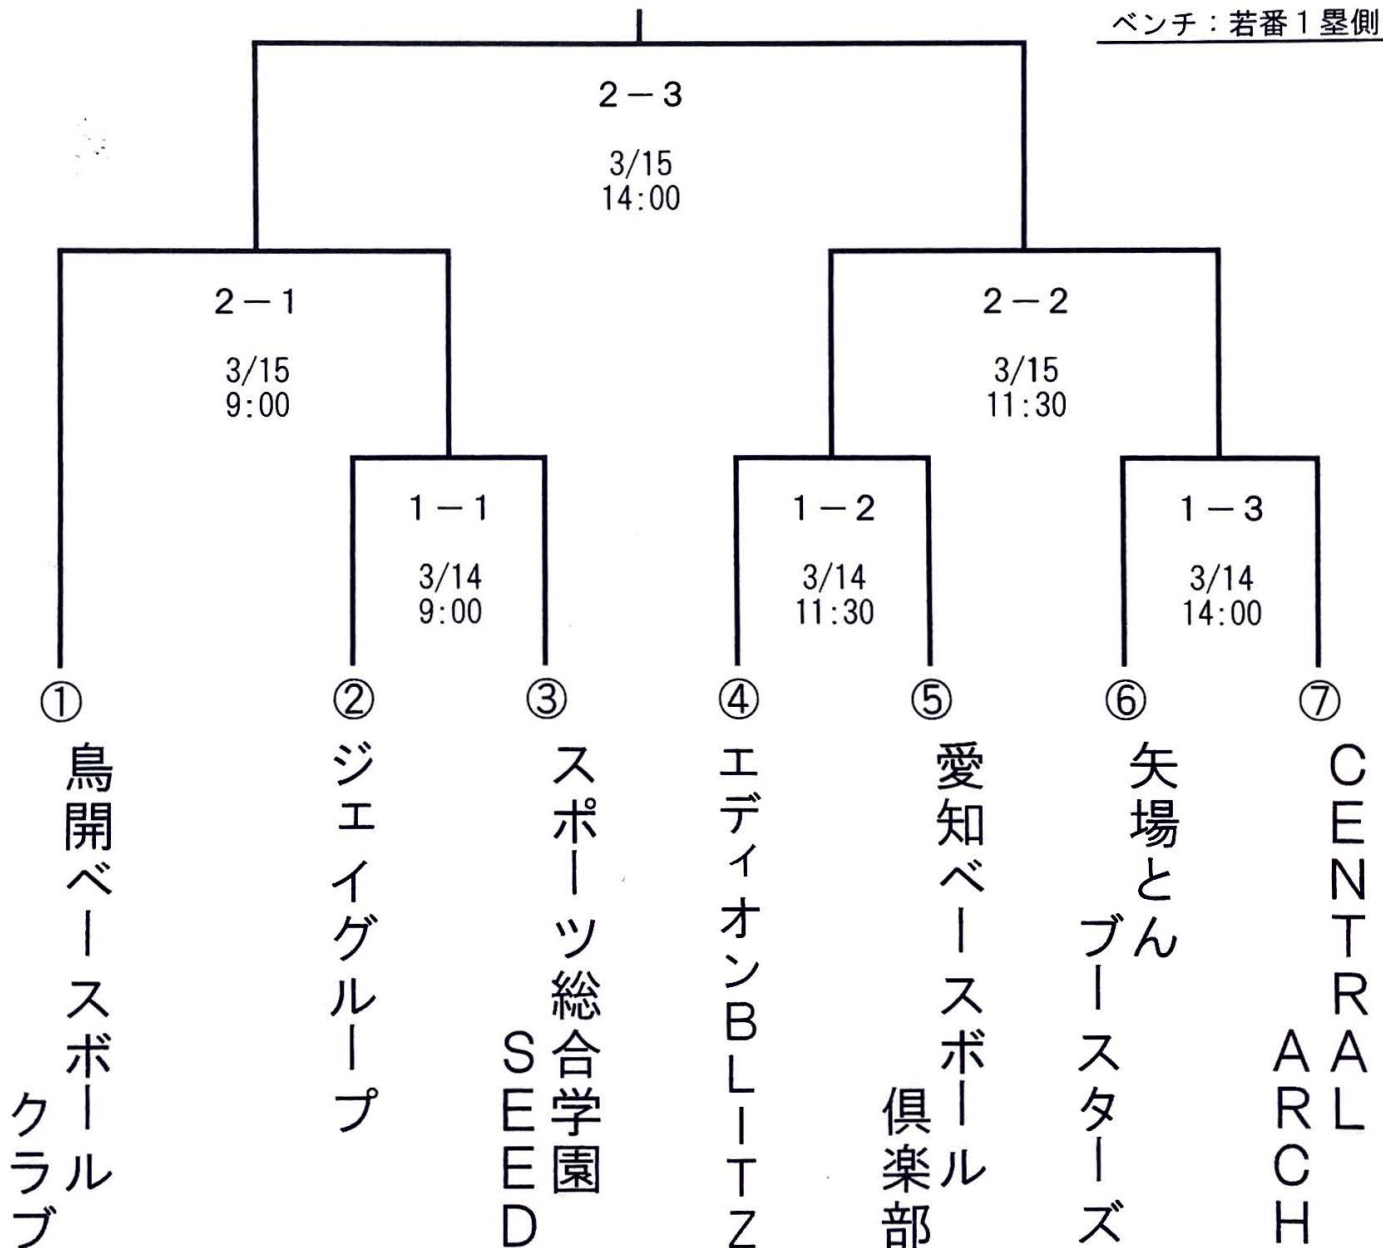 ベンチ：若番１塁側
２－３
3/15
14:00
２－１
3/15
9:00
２－２
3/15
11:30
１－１
3/14
9:00
１－２
3/14
11:30
１－３
3/14
14:00
①
鳥開ベースボール
クラブ
②
ジェイグループ
③
スポーツ総合学園
ＳＥＥＤ
④
エディオンＢＬＩＴＺ
⑤
愛知ベースボール
倶楽部
⑥
矢場とん
ブースターズ
⑦
ＣＥＮＴＲＡＬ
ＡＲＣＨ